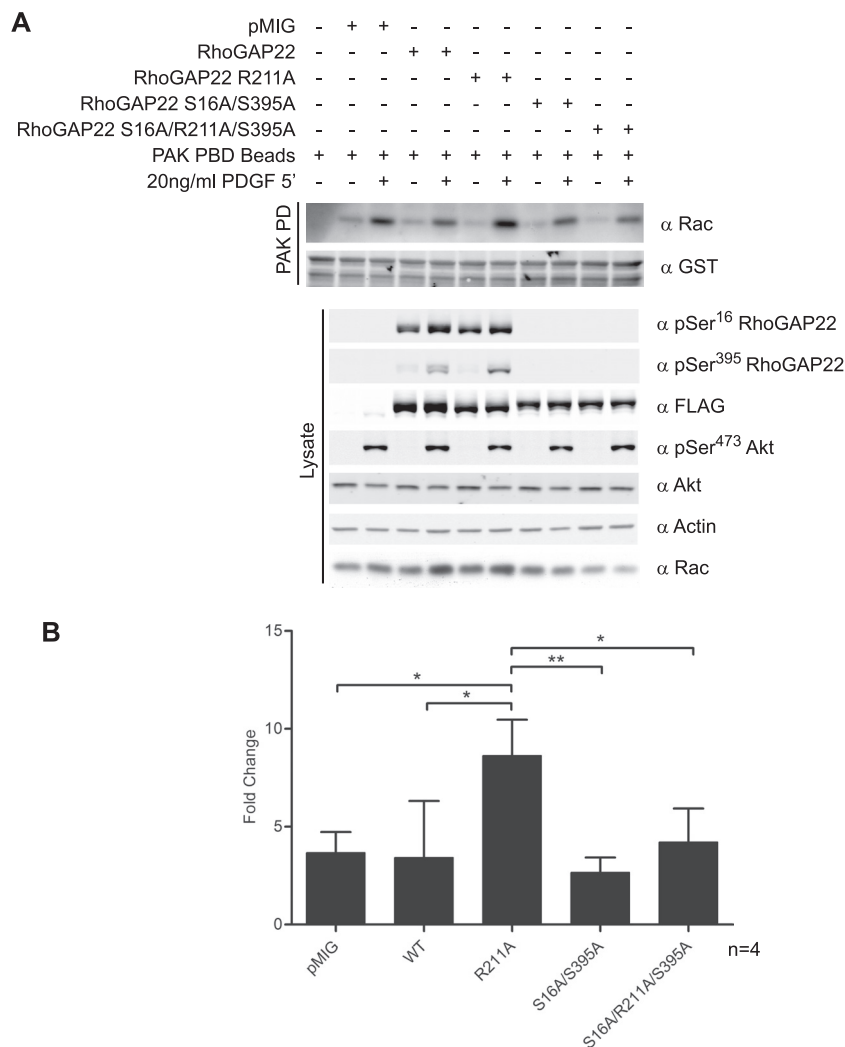 A
pMIG - + + - - - - - - - -
RhoGAP22 - - - + + - - - - - -
RhoGAP22 R211A - - - - - + + - - - -
RhoGAP22 S16A/S395A - - - - - - - + + - -
RhoGAP22 S16A/R211A/S395A - - - - - - - - - + +
PAK PBD Beads + + + + + + + + + + +
20ng/ml PDGF 5' - - + - + - + - + - +
PAK PD
α Rac
α GST
Lysate
α pSer16 RhoGAP22
α pSer395 RhoGAP22
α FLAG
α pSer473 Akt
α Akt
α Actin
α Rac
B
Fold Change
15
10
5
0
*
*
**
*
pMIG
WT
R211A
S16A/S395A
S16A/R211A/S395A
n=4